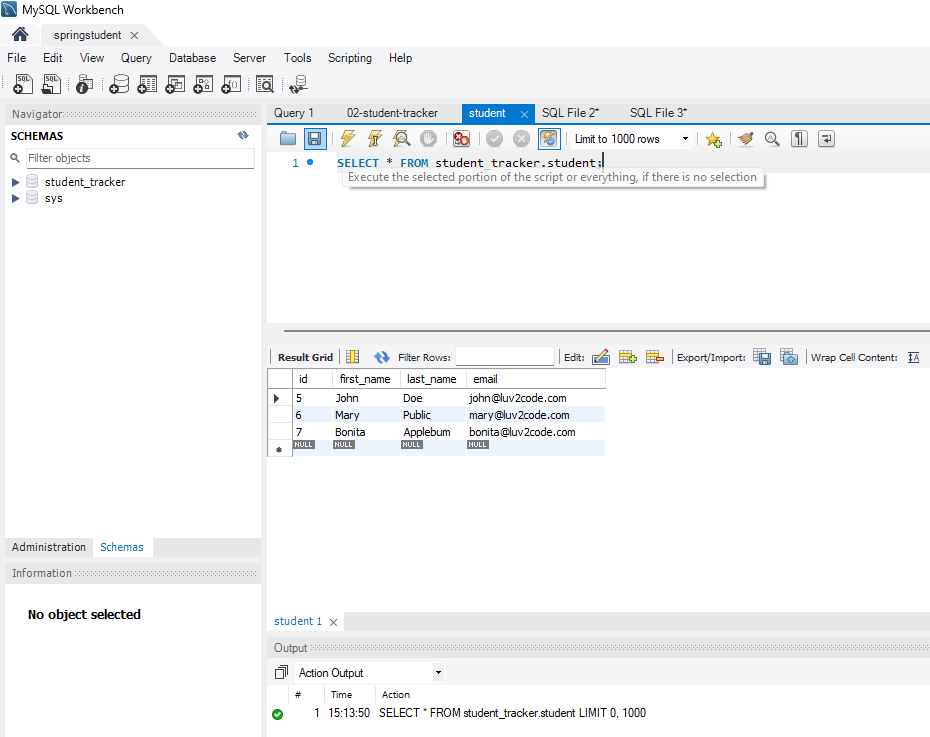 MySQL Workbench
springstudent
File Edit View Query Database Server Tools Scripting Help
Navigator
SCHEMAS
Filter objects
student_tracker
sys
Administration Schemas
Information
No object selected
Query 1 02-student-tracker student SQL File 2* SQL File 3*
Limit to 1000 rows
1 SELECT * FROM student_tracker.student;
Execute the selected portion of the script or everything, if there is no selection
Result Grid Filter Rows: Edit: Export/Import: Wrap Cell Content:
id first_name last_name email
5 John Doe john@luv2code.com
6 Mary Public mary@luv2code.com
7 Bonita Applebum bonita@luv2code.com
NULL NULL NULL NULL
student 1
Output
Action Output
# Time Action
1 15:13:50 SELECT * FROM student_tracker.student LIMIT 0, 1000